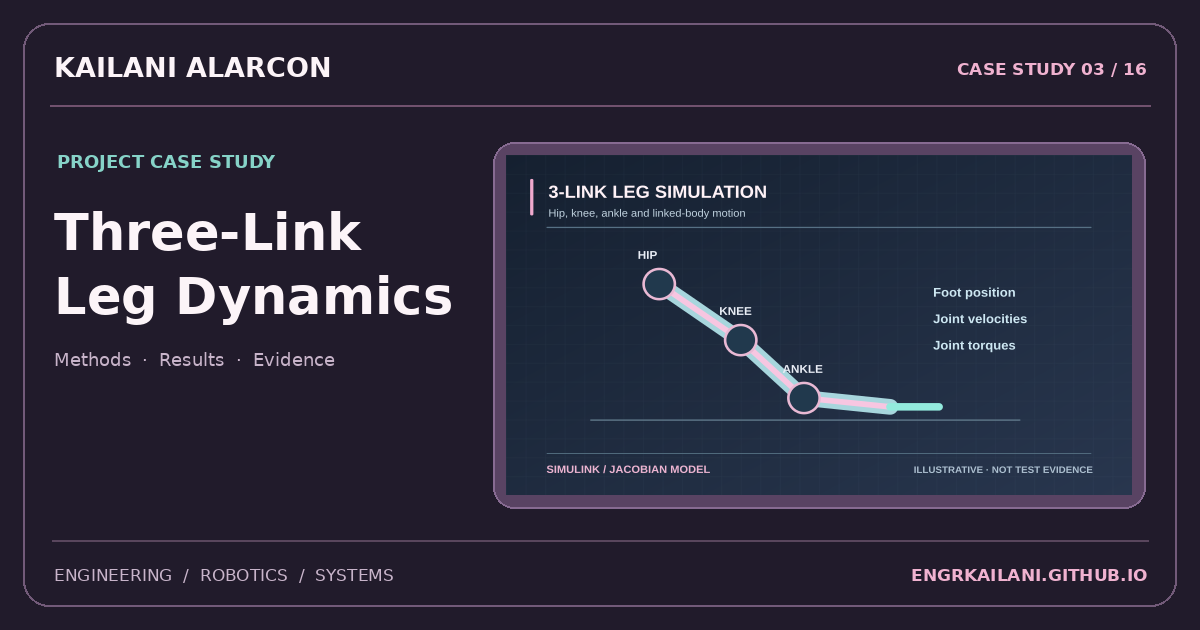 KAILANI ALARCON
CASE STUDY 03 / 16
PROJECT CASE STUDY
Three-Link
Leg Dynamics
Methods · Results · Evidence
3-LINK LEG SIMULATION
Hip, knee, ankle and linked-body motion
HIP
KNEE
ANKLE
Foot position
Joint velocities
Joint torques
SIMULINK / JACOBIAN MODEL
ILLUSTRATIVE · NOT TEST EVIDENCE
ENGINEERING / ROBOTICS / SYSTEMS
ENGRKAILANI.GITHUB.IO